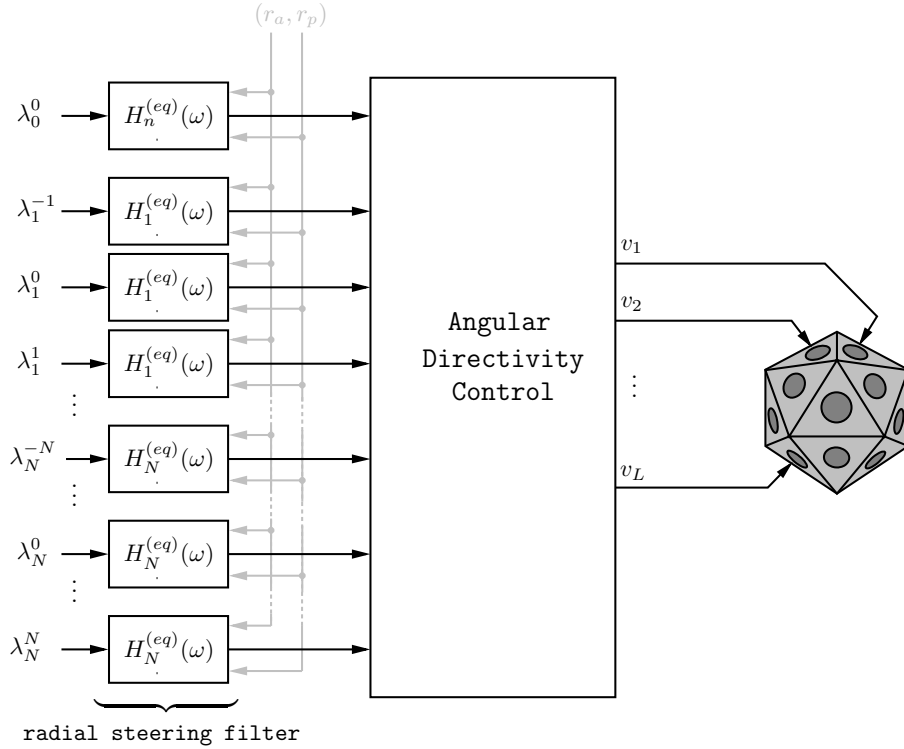 (r_a, r_p)
λ_0^0 H_n^{(eq)}(ω)
λ_1^{-1} H_1^{(eq)}(ω)
λ_1^0 H_1^{(eq)}(ω)
λ_1^1 H_1^{(eq)}(ω)
⋮
λ_N^{-N} H_N^{(eq)}(ω)
⋮
λ_N^0 H_N^{(eq)}(ω)
⋮
λ_N^N H_N^{(eq)}(ω)
radial steering filter
Angular
Directivity
Control
v_1
v_2
⋮
v_L